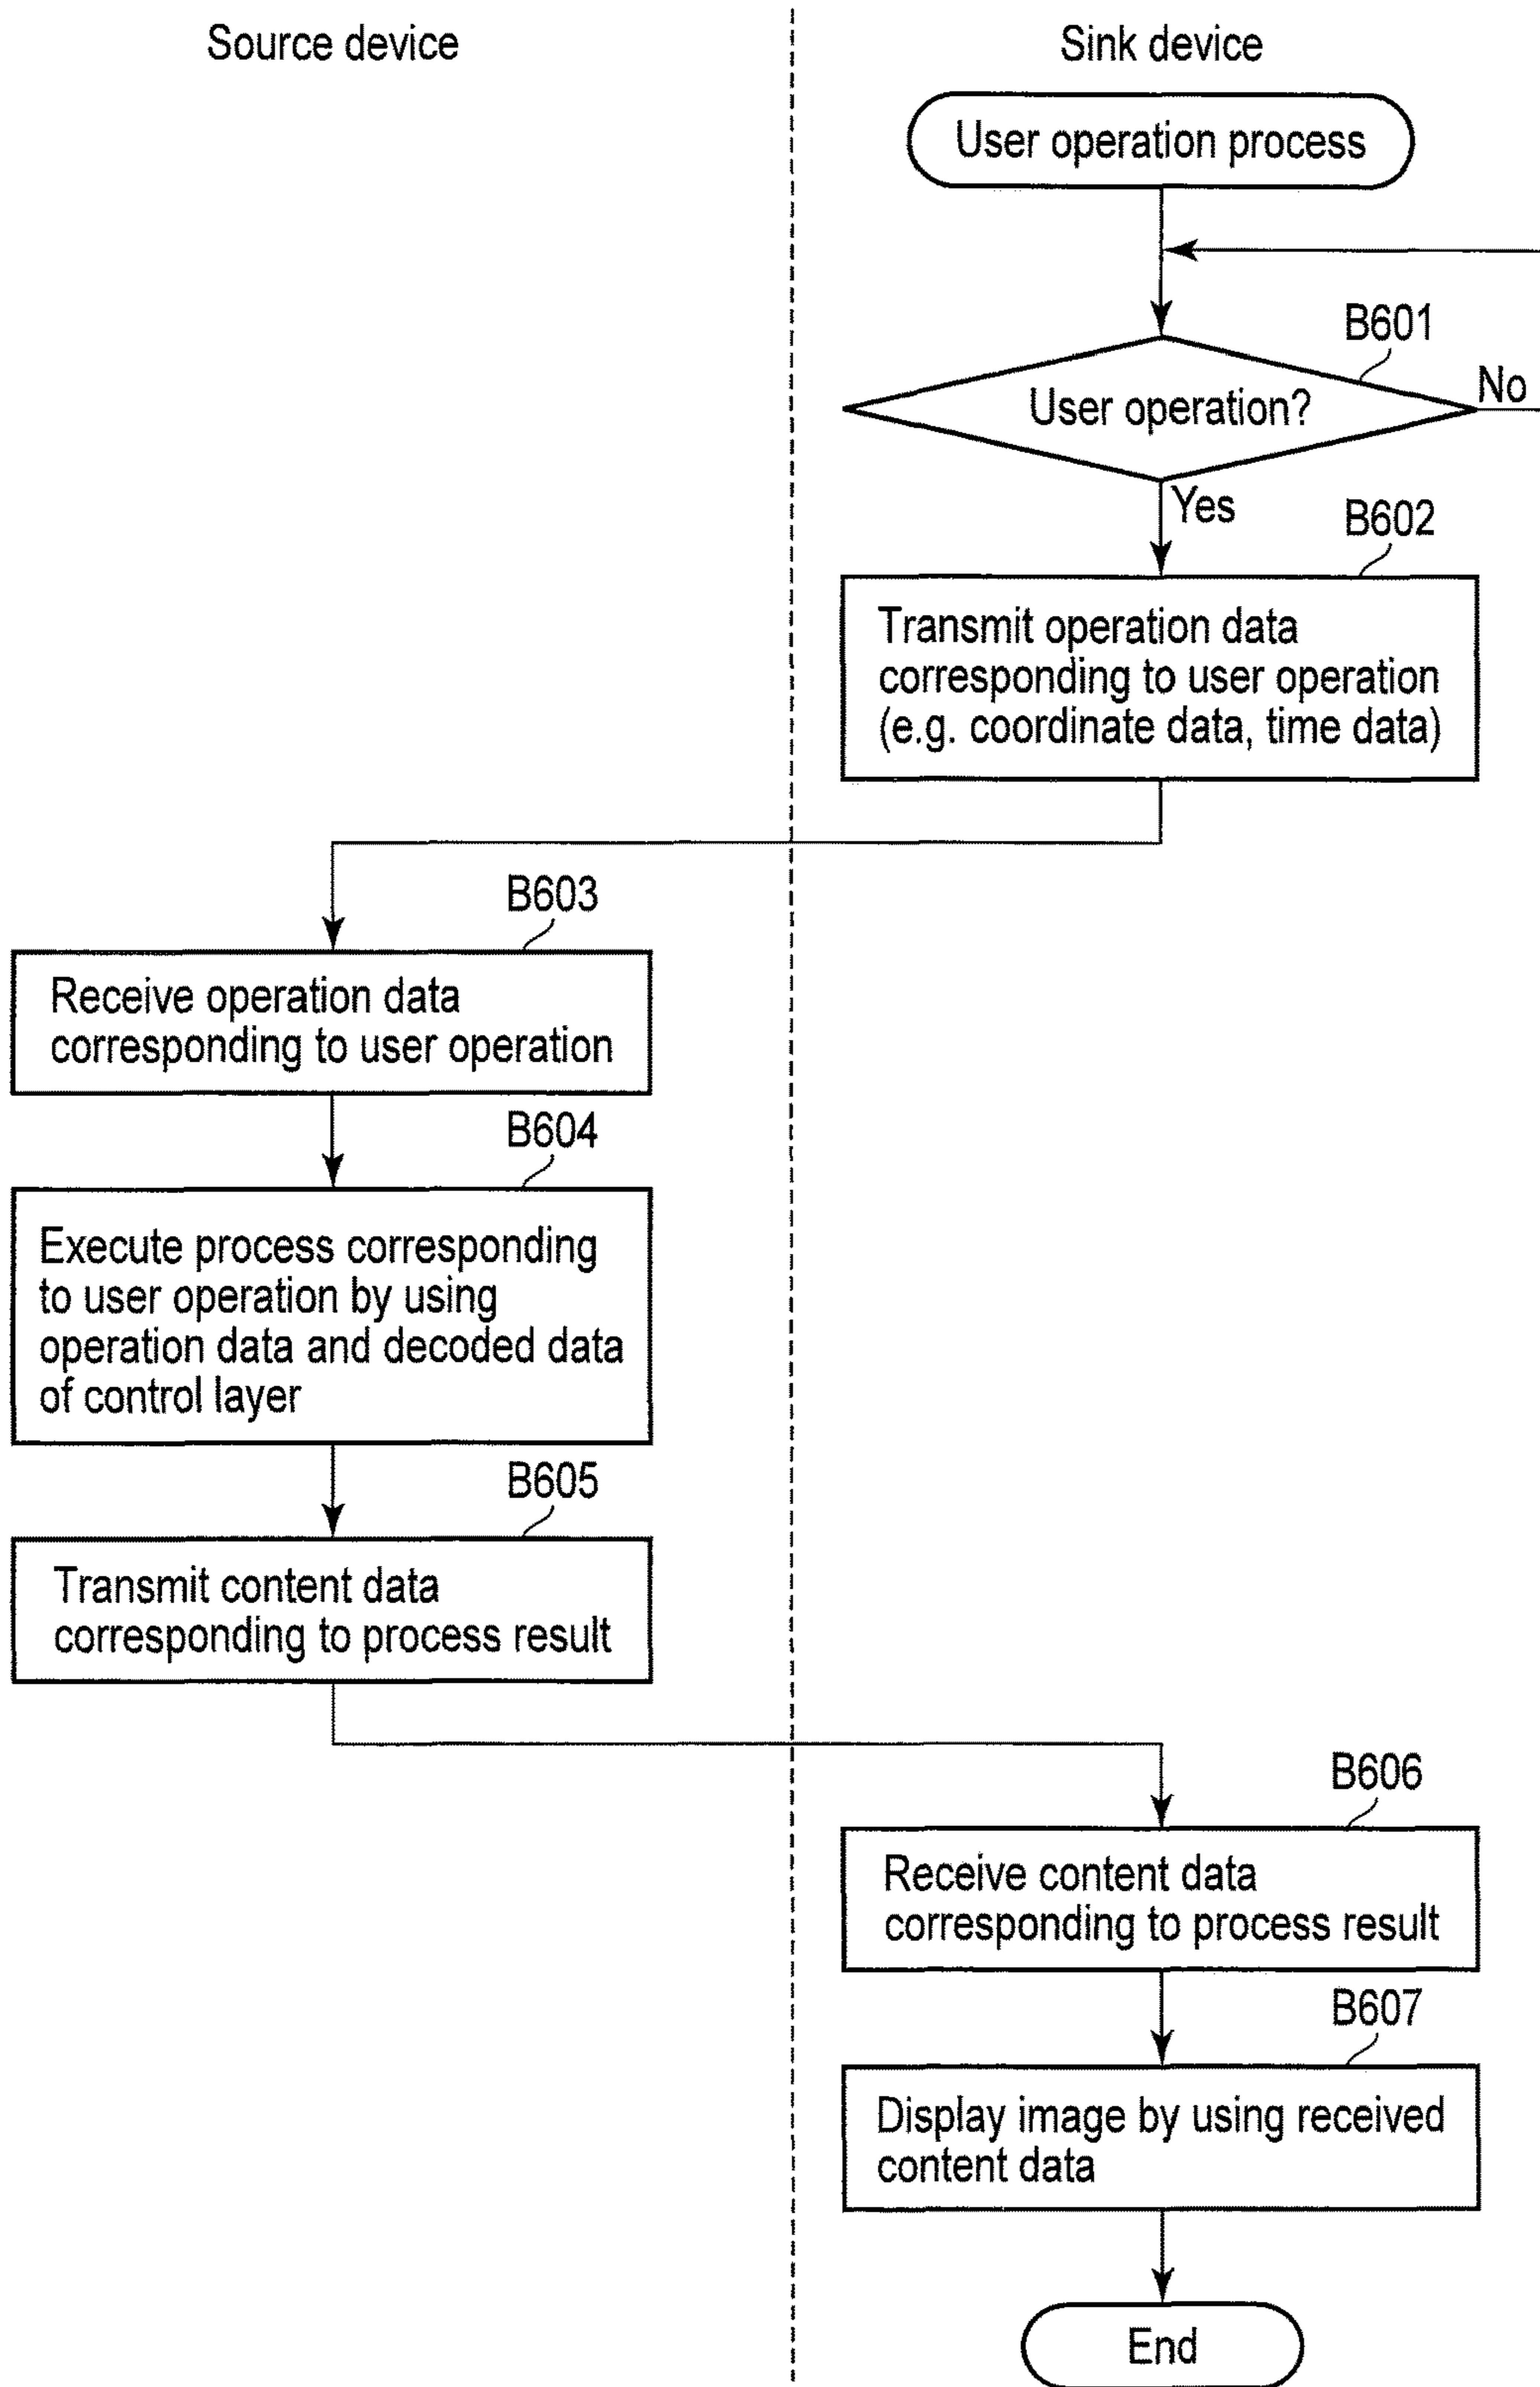 Source device
Sink device
User operation process
B601
User operation?
No
Yes
B602
Transmit operation data
corresponding to user operation
(e.g. coordinate data, time data)
B603
Receive operation data
corresponding to user operation
B604
Execute process corresponding
to user operation by using
operation data and decoded data
of control layer
B605
Transmit content data
corresponding to process result
B606
Receive content data
corresponding to process result
B607
Display image by using received
content data
End